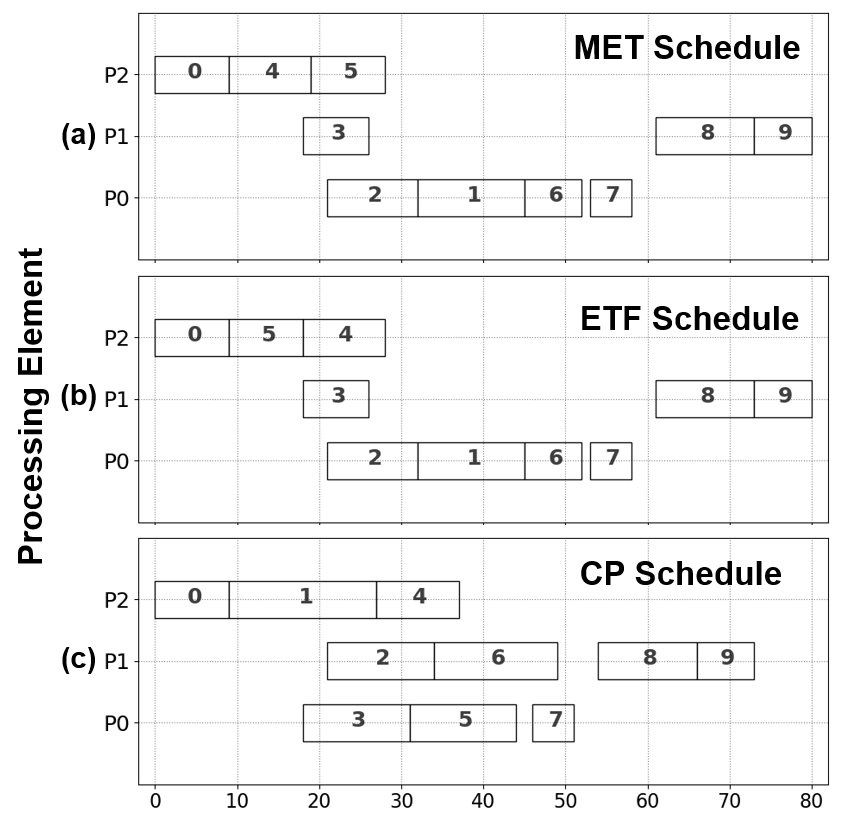 MET Schedule
P2 0 4 5
(a) P1 3 8 9
P0 2 1 6 7
Processing Element
ETF Schedule
P2 0 5 4
(b) P1 3 8 9
P0 2 1 6 7
CP Schedule
P2 0 1 4
(c) P1 2 6 8 9
P0 3 5 7
0 10 20 30 40 50 60 70 80